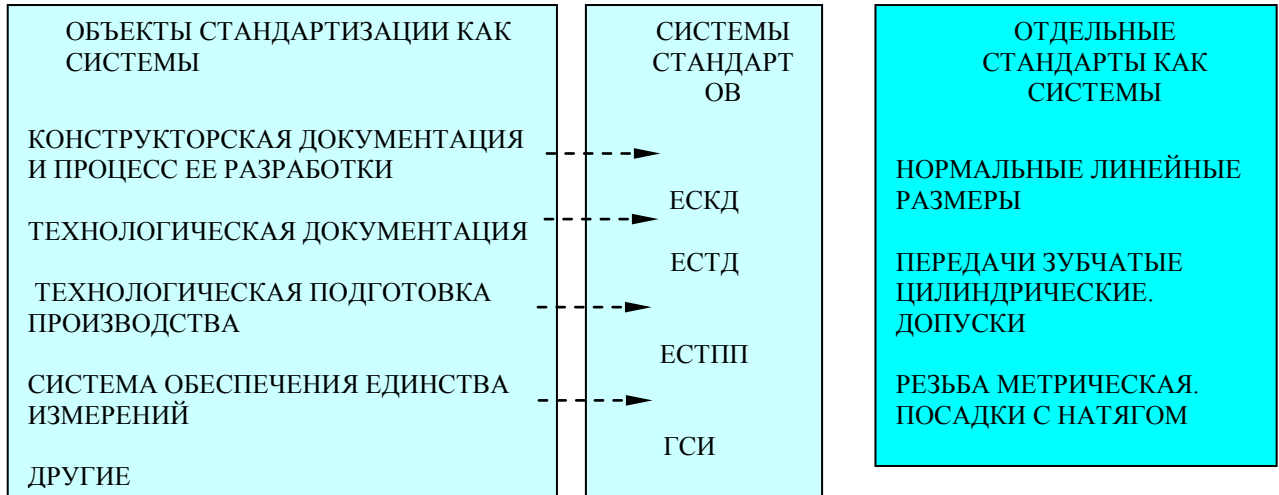 ОБЪЕКТЫ СТАНДАРТИЗАЦИИ КАК
СИСТЕМЫ
КОНСТРУКТОРСКАЯ ДОКУМЕНТАЦИЯ
И ПРОЦЕСС ЕЕ РАЗРАБОТКИ
ТЕХНОЛОГИЧЕСКАЯ ДОКУМЕНТАЦИЯ
ТЕХНОЛОГИЧЕСКАЯ ПОДГОТОВКА
ПРОИЗВОДСТВА
СИСТЕМА ОБЕСПЕЧЕНИЯ ЕДИНСТВА
ИЗМЕРЕНИЙ
ДРУГИЕ
СИСТЕМЫ
СТАНДАРТ
ОВ
ЕСКД
ЕСТД
ЕСТПП
ГСИ
ОТДЕЛЬНЫЕ
СТАНДАРТЫ КАК
СИСТЕМЫ
НОРМАЛЬНЫЕ ЛИНЕЙНЫЕ
РАЗМЕРЫ
ПЕРЕДАЧИ ЗУБЧАТЫЕ
ЦИЛИНДРИЧЕСКИЕ.
ДОПУСКИ
РЕЗЬБА МЕТРИЧЕСКАЯ.
ПОСАДКИ С НАТЯГОМ